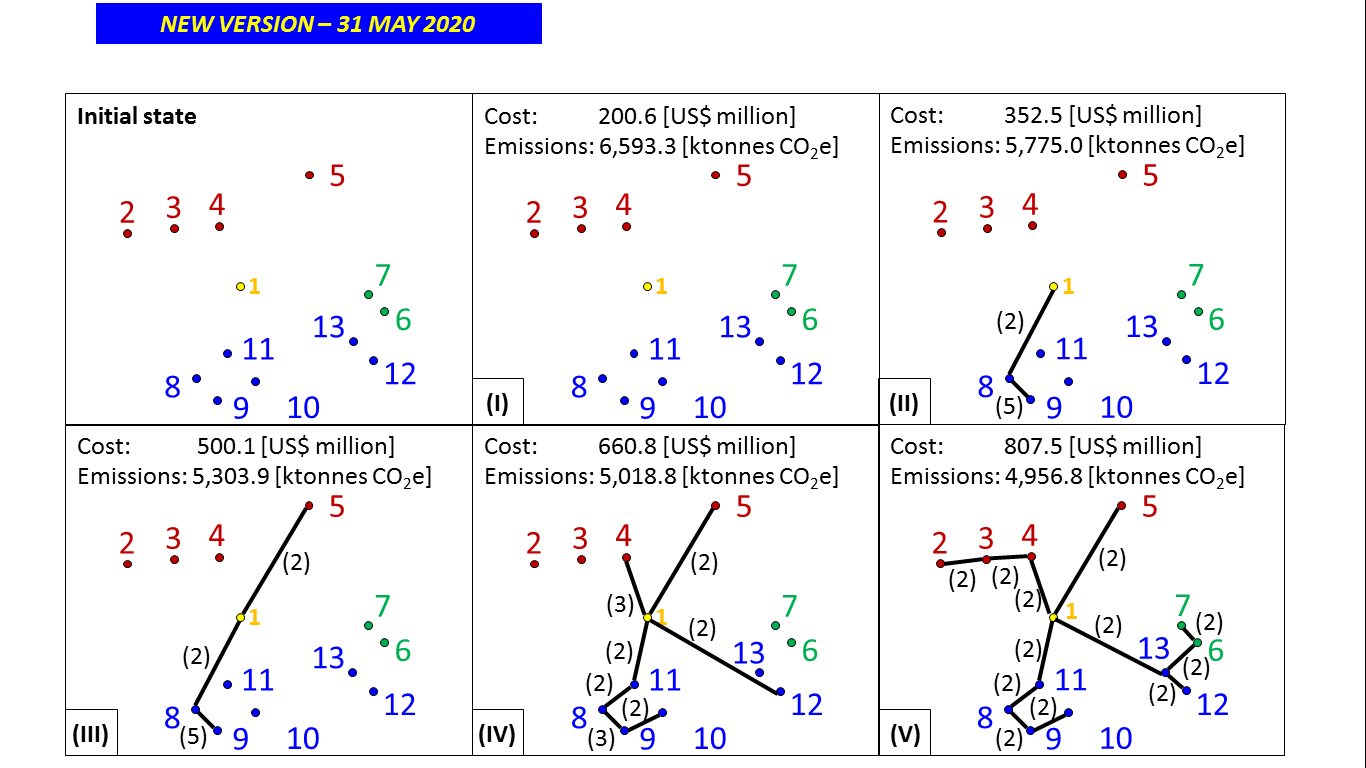 NEW VERSION – 31 MAY 2020
Initial state
5
2 3 4
1
7
6
13
11
12
8
9 10
Cost: 200.6 [US$ million]
Emissions: 6,593.3 [ktonnes CO2e]
5
2 3 4
1
7
6
13
11
12
8
9 10
(I)
Cost: 352.5 [US$ million]
Emissions: 5,775.0 [ktonnes CO2e]
5
2 3 4
1
7
(2)
6
13
11
12
8
(5) 9 10
(II)
Cost: 500.1 [US$ million]
Emissions: 5,303.9 [ktonnes CO2e]
5
2 3 4
(2)
1
7
(2)
6
13
11
12
8
(5) 9 10
(III)
Cost: 660.8 [US$ million]
Emissions: 5,018.8 [ktonnes CO2e]
5
2 3 4
(2)
(3) 1
7
(2)
(2)
6
13
(2) 11
12
8 (2)
(3) 9 10
(IV)
Cost: 807.5 [US$ million]
Emissions: 4,956.8 [ktonnes CO2e]
5
2 3 4
(2) (2) (2)
(2) 1
7
(2) (2)
(2)
6
13
(2)
(2) 11
(2)
12
8 (2)
(2) 9 10
(V)